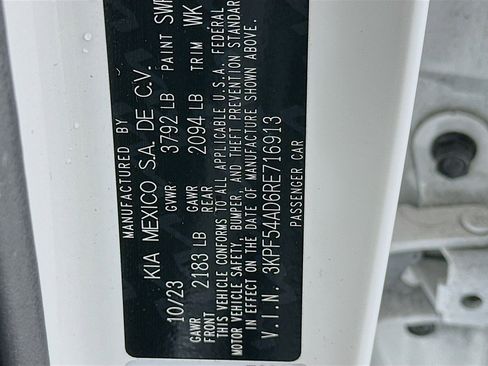 MANUFACTURED BY
KIA MEXICO S.A. DE C.V.
10/23 GVWR 3792 LB PAINT SWP
GAWR FRONT 2183 LB GAWR REAR 2094 LB TRIM WK
THIS VEHICLE CONFORMS TO ALL APPLICABLE U.S.A. FEDERAL
MOTOR VEHICLE SAFETY, BUMPER, AND THEFT PREVENTION STANDARDS
IN EFFECT ON THE DATE OF MANUFACTURE SHOWN ABOVE.
V.I.N. 3KPF54AD6RE716913
PASSENGER CAR